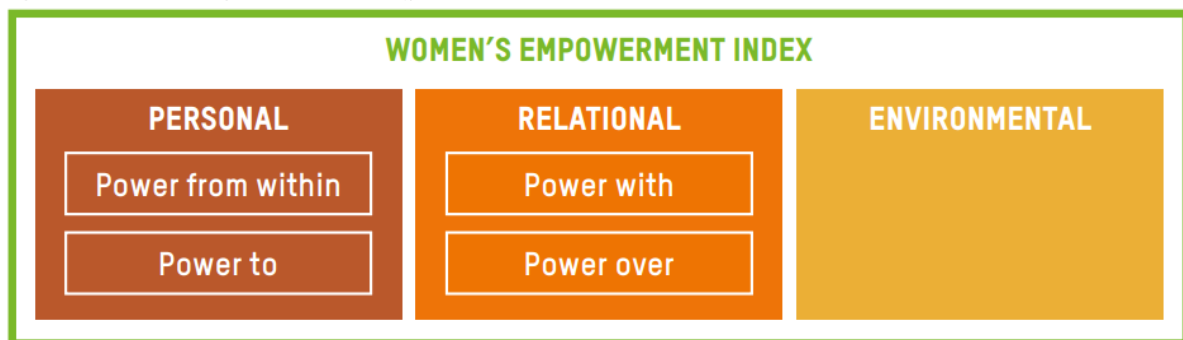 WOMEN´S EMPOWERMENT INDEX
PERSONAL
Power from within
Power to
RELATIONAL
Power with
Power over
ENVIRONMENTAL